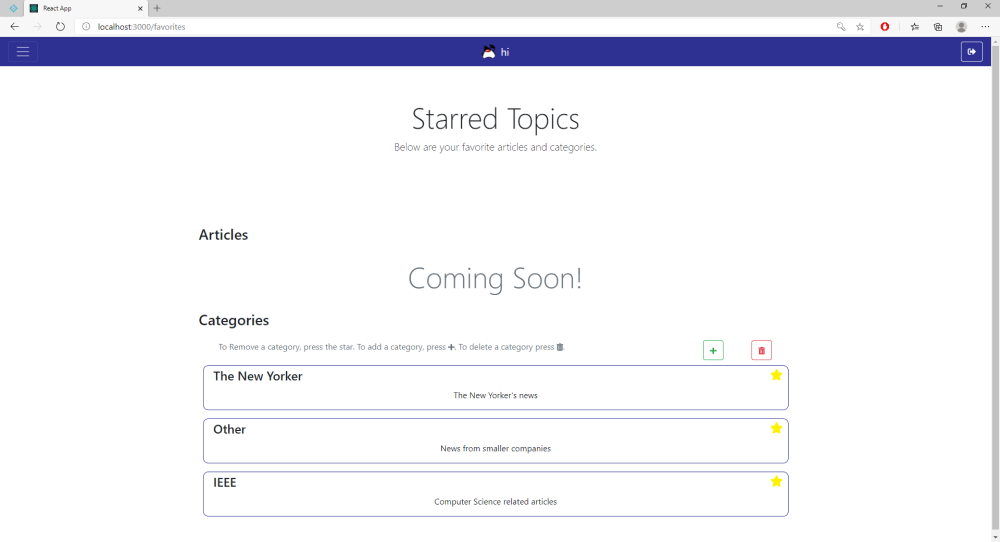 React App
localhost:3000/favorites
hi
Starred Topics
Below are your favorite articles and categories.
Articles
Coming Soon!
Categories
To Remove a category, press the star. To add a category, press . To delete a category press .
The New Yorker
The New Yorker's news
Other
News from smaller companies
IEEE
Computer Science related articles